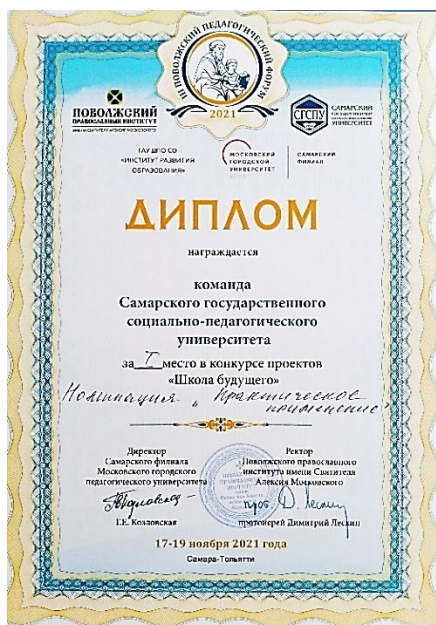 III ПОВОЛЖСКИЙ ПЕДАГОГИЧЕСКИЙ ФОРУМ
2021
ПОВОЛЖСКИЙ
ПРАВОСЛАВНЫЙ ИНСТИТУТ
СГСПУ
САМАРСКИЙ
ГОСУДАРСТВЕННЫЙ
УНИВЕРСИТЕТ
ГАУ ДПО СО
«ИНСТИТУТ РАЗВИТИЯ
ОБРАЗОВАНИЯ»
МОСКОВСКИЙ
ГОРОДСКОЙ
УНИВЕРСИТЕТ
САМАРСКИЙ
ФИЛИАЛ
ДИПЛОМ
награждается
команда
Самарского государственного
социально-педагогического
университета
за I место в конкурсе проектов
«Школа будущего»
Номинация „Практическое
применение"
Директор
Самарского филиала
Московского городского
педагогического университета
Г.Е. Козловская
Ректор
Поволжского православного
института имени Святителя
Алексия Московского
протоиерей Димитрий Лескин
17-19 ноября 2021 года
Самара-Тольятти